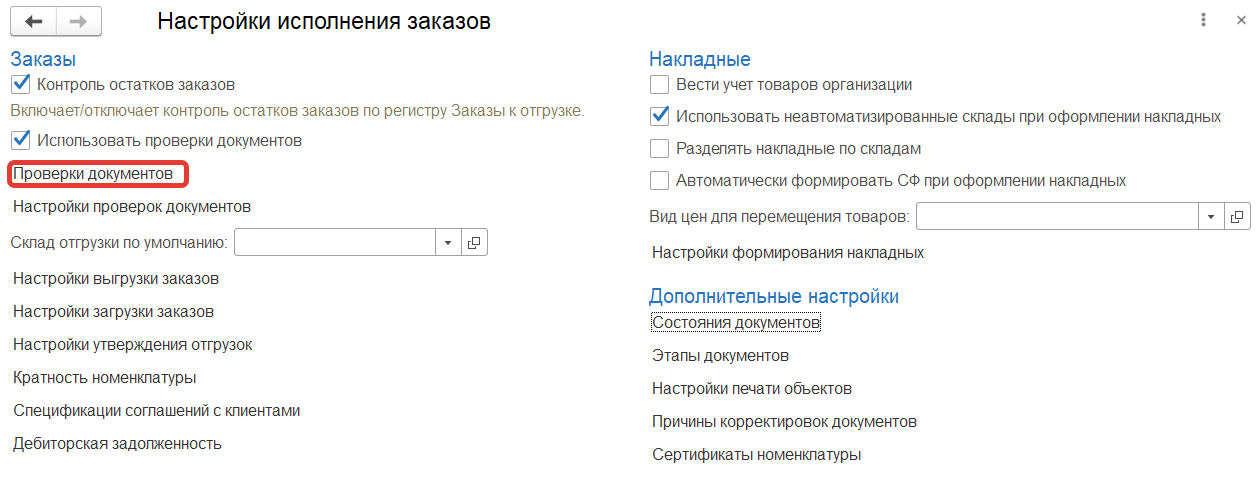 Настройки исполнения заказов
Заказы
Контроль остатков заказов
Включает/отключает контроль остатков заказов по регистру Заказы к отгрузке.
Использовать проверки документов
Проверки документов
Настройки проверок документов
Склад отгрузки по умолчанию:
Настройки выгрузки заказов
Настройки загрузки заказов
Настройки утверждения отгрузок
Кратность номенклатуры
Спецификации соглашений с клиентами
Дебиторская задолженность
Накладные
Вести учет товаров организации
Использовать неавтоматизированные склады при оформлении накладных
Разделять накладные по складам
Автоматически формировать СФ при оформлении накладных
Вид цен для перемещения товаров:
Настройки формирования накладных
Дополнительные настройки
Состояния документов
Этапы документов
Настройки печати объектов
Причины корректировок документов
Сертификаты номенклатуры